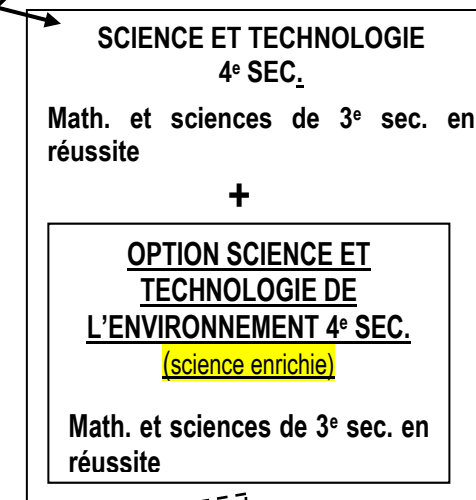 SCIENCE ET TECHNOLOGIE
4e SEC.
Math. et sciences de 3e sec. en
réussite
+
OPTION SCIENCE ET
TECHNOLOGIE DE
L'ENVIRONNEMENT 4e SEC.
(science enrichie)
Math. et sciences de 3e sec. en
réussite